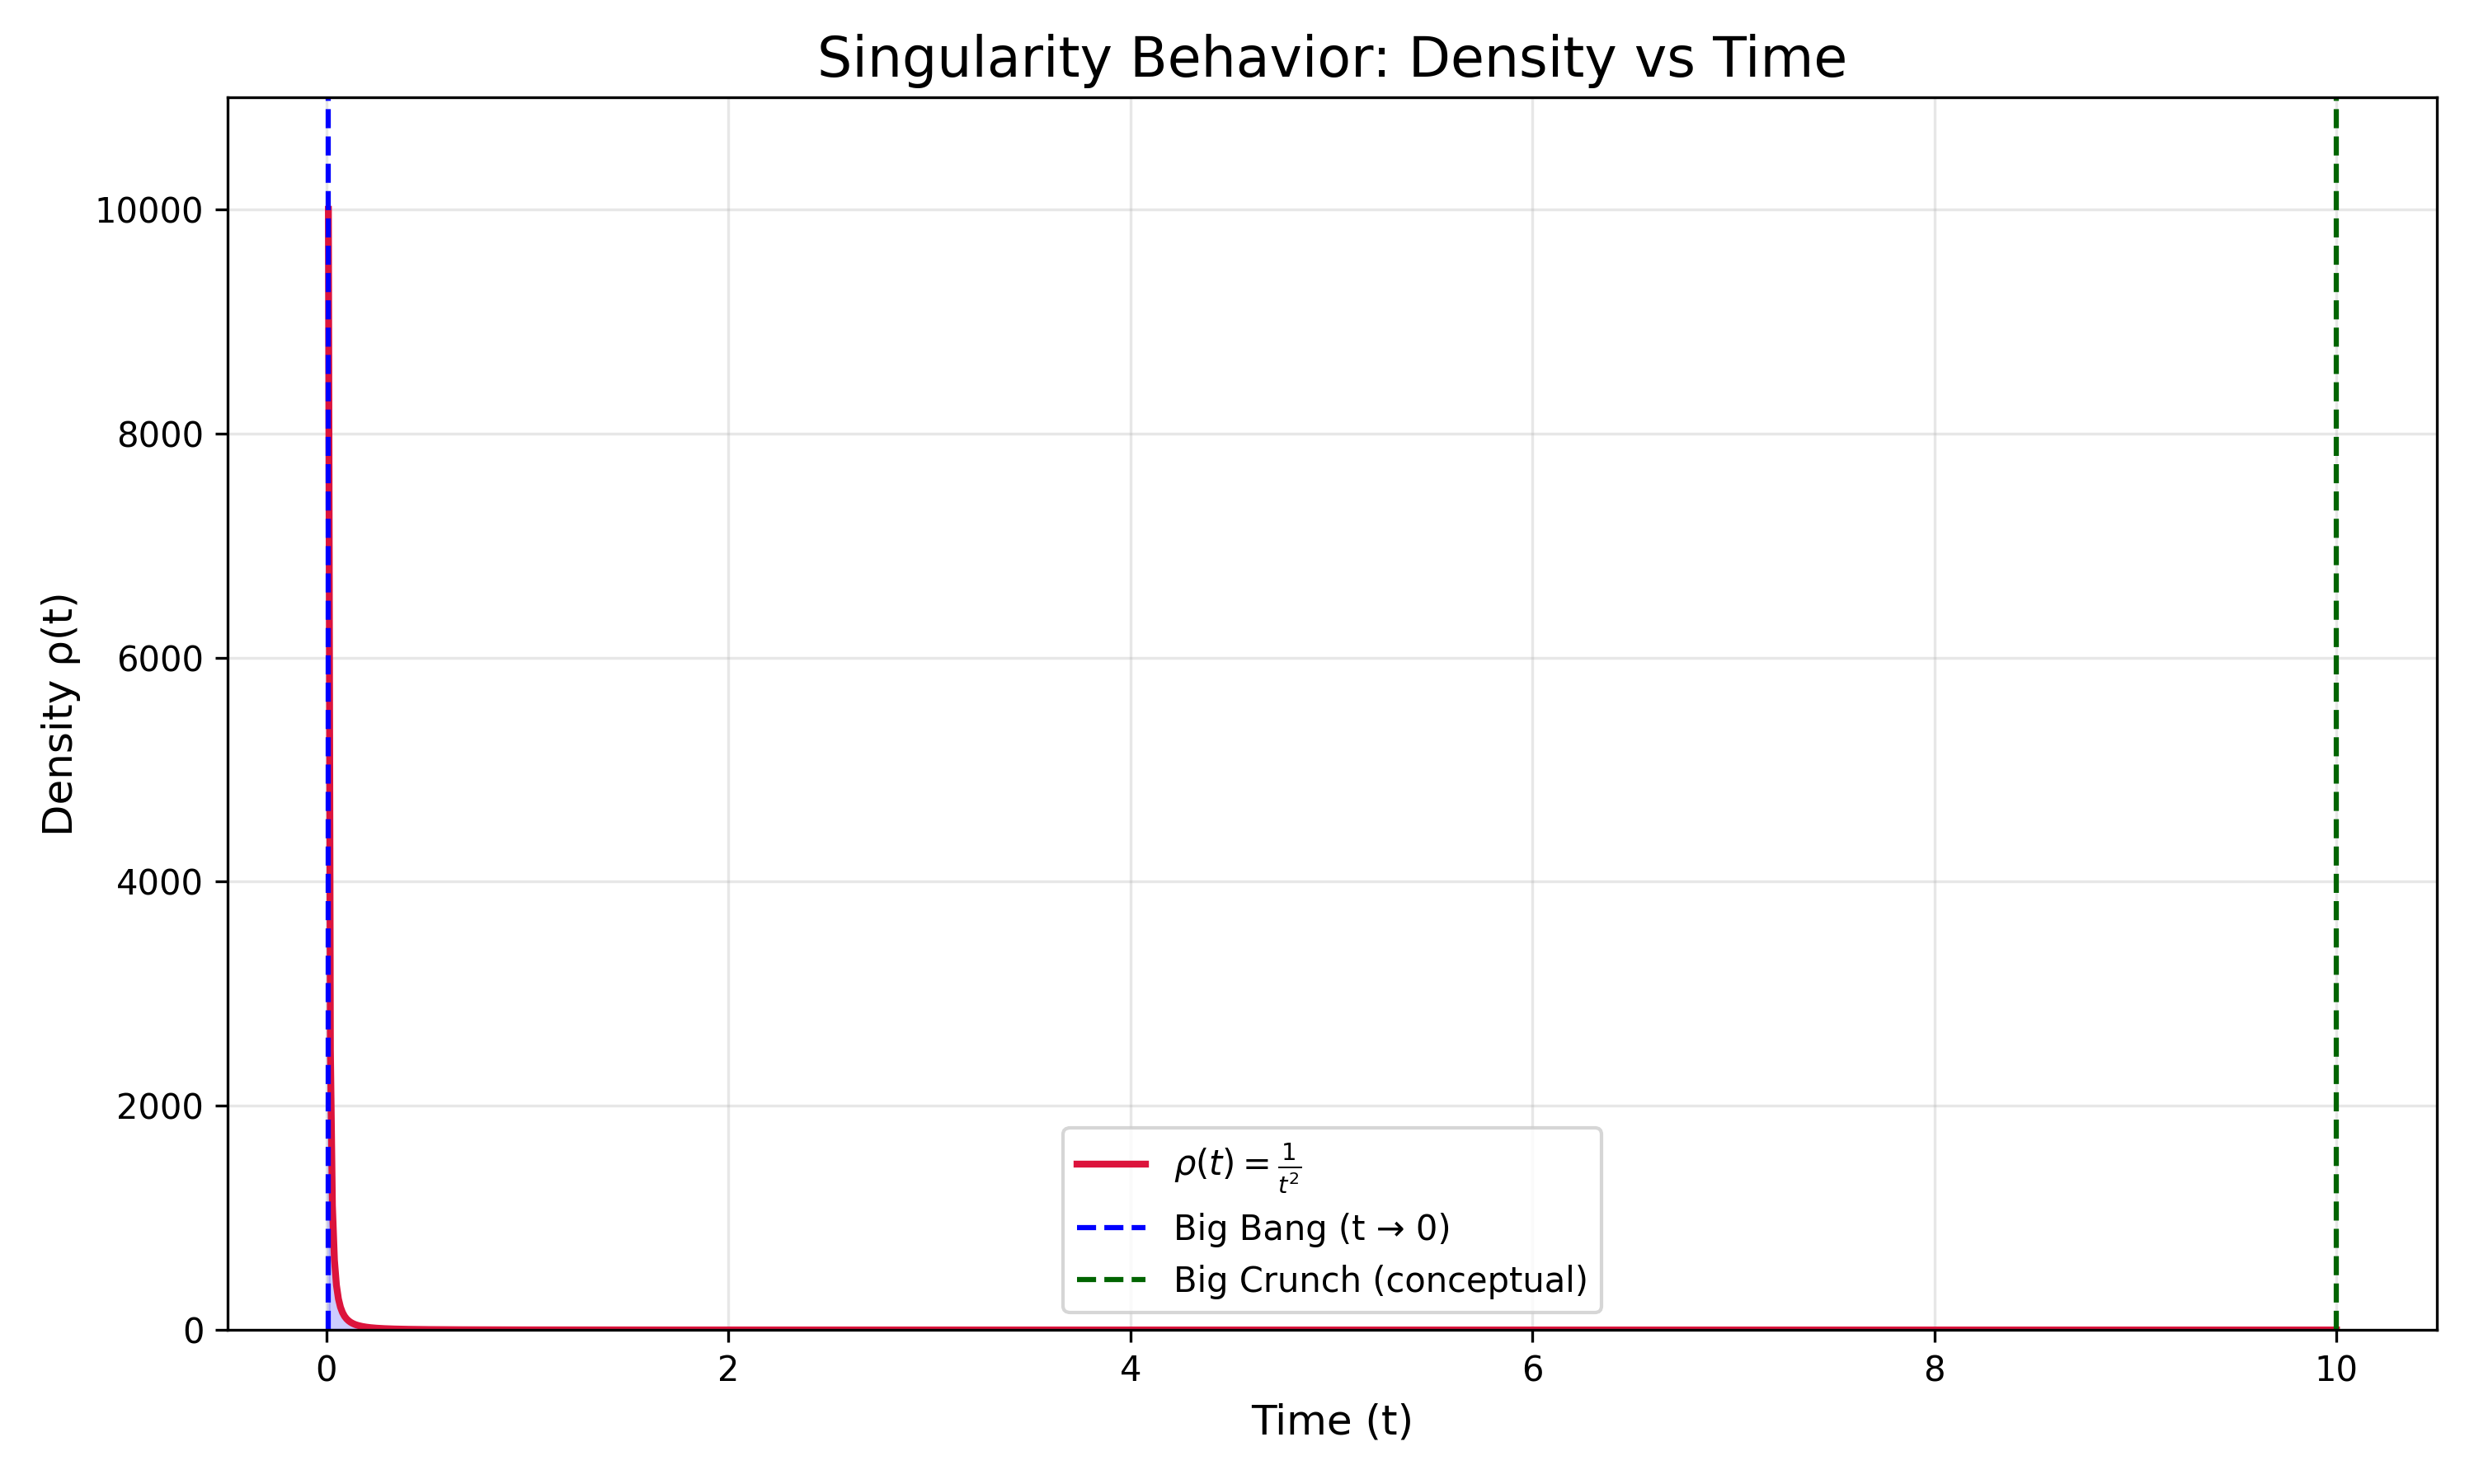 Singularity Behavior: Density vs Time
Density ρ(t)
10000
8000
6000
4000
2000
0
ρ(t) = 1/t²
Big Bang (t → 0)
Big Crunch (conceptual)
0 2 4 6 8 10
Time (t)